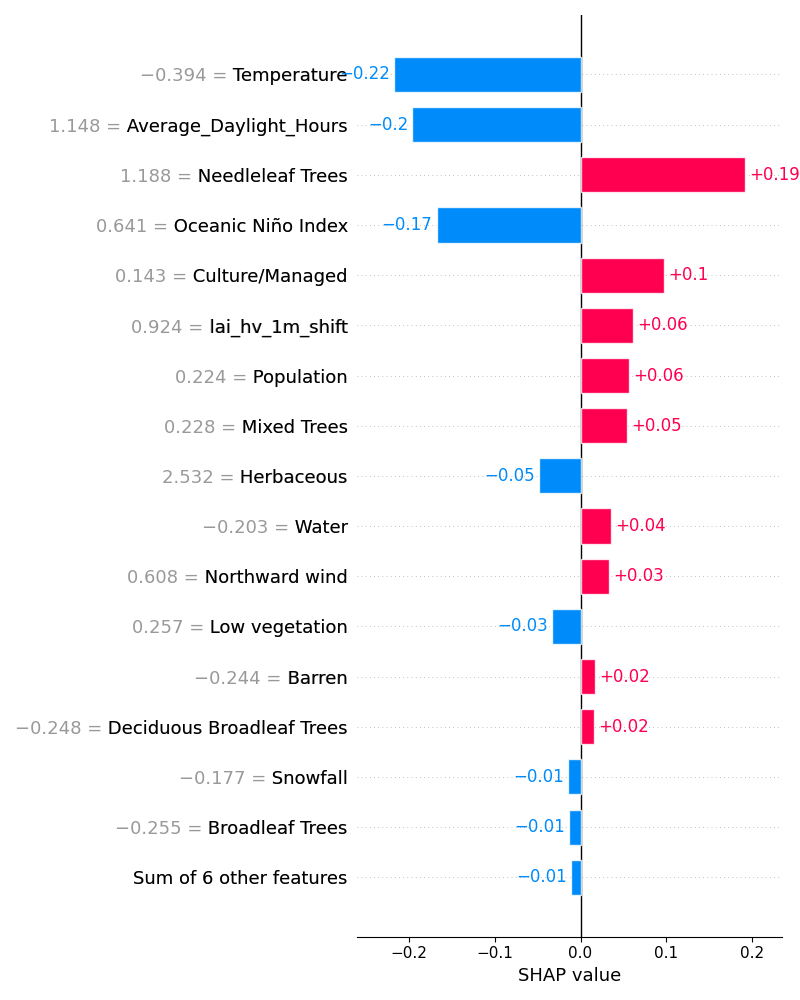 −0.394 = Temperature −0.22
1.148 = Average_Daylight_Hours −0.2
1.188 = Needleleaf Trees +0.19
0.641 = Oceanic Niño Index −0.17
0.143 = Culture/Managed +0.1
0.924 = lai_hv_1m_shift +0.06
0.224 = Population +0.06
0.228 = Mixed Trees +0.05
2.532 = Herbaceous −0.05
−0.203 = Water +0.04
0.608 = Northward wind +0.03
0.257 = Low vegetation −0.03
−0.244 = Barren +0.02
−0.248 = Deciduous Broadleaf Trees +0.02
−0.177 = Snowfall −0.01
−0.255 = Broadleaf Trees −0.01
Sum of 6 other features −0.01
−0.2 −0.1 0.0 0.1 0.2
SHAP value